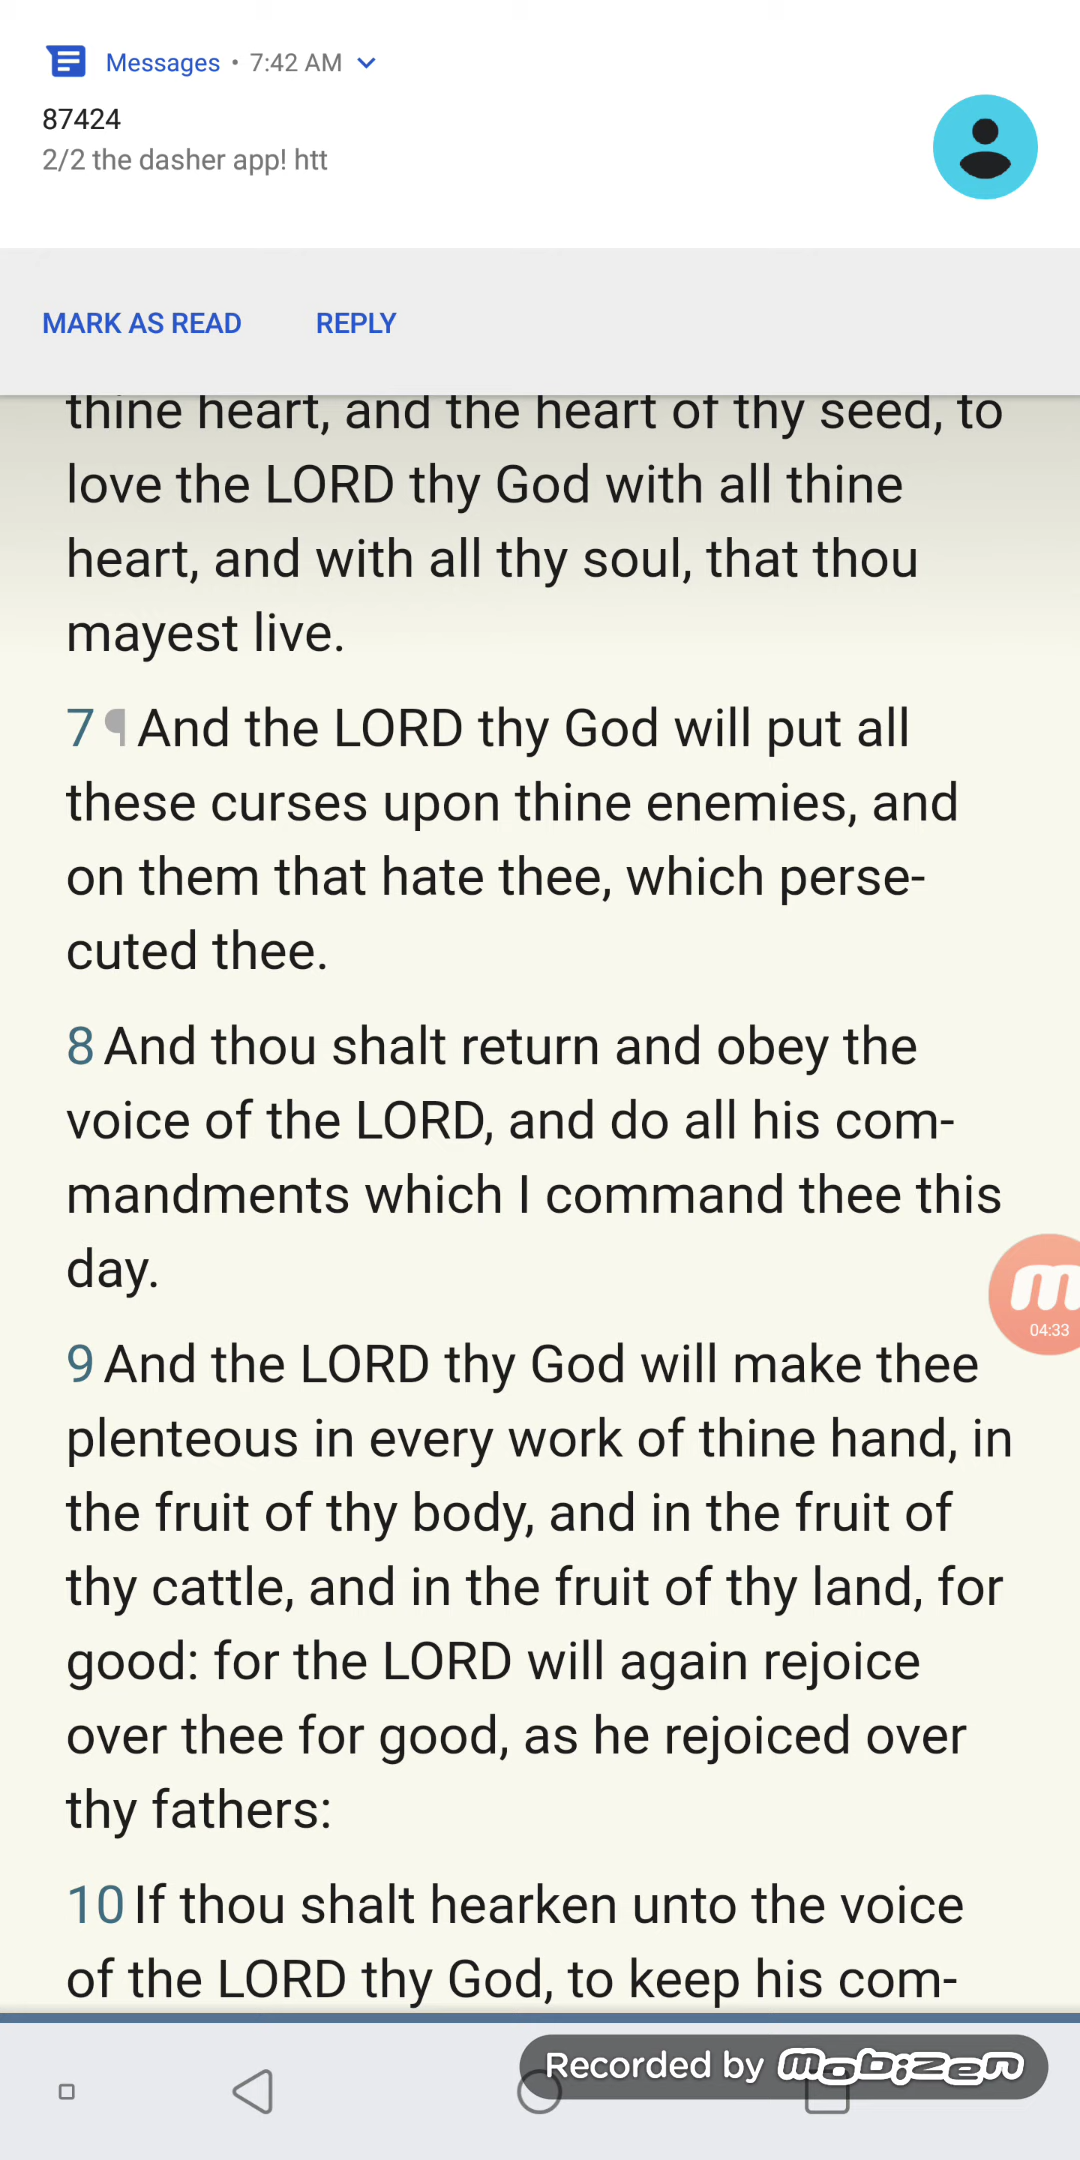 Messages • 7:42 AM
87424
2/2 the dasher app! htt
MARK AS READ REPLY
thine heart, and the heart of thy seed, to
love the LORD thy God with all thine
heart, and with all thy soul, that thou
mayest live.
7 ¶ And the LORD thy God will put all
these curses upon thine enemies, and
on them that hate thee, which perse-
cuted thee.
8 And thou shalt return and obey the
voice of the LORD, and do all his com-
mandments which I command thee this
day.
9 And the LORD thy God will make thee
plenteous in every work of thine hand, in
the fruit of thy body, and in the fruit of
thy cattle, and in the fruit of thy land, for
good: for the LORD will again rejoice
over thee for good, as he rejoiced over
thy fathers:
10 If thou shalt hearken unto the voice
of the LORD thy God, to keep his com-
m
04:33
Recorded by mobizen